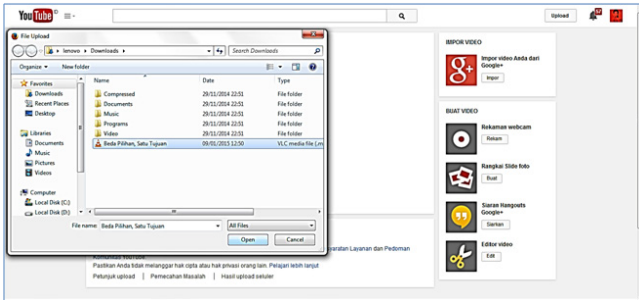 YouTube ID
Upload
File Upload
lenovo ▸ Downloads ▸
Search Downloads
Organize
New folder
Favorites
Downloads
Recent Places
Desktop
Libraries
Documents
Music
Pictures
Videos
Computer
Local Disk (C:)
Local Disk (D:)
Name Date Type
Compressed 29/11/2014 22:51 File folder
Documents 29/11/2014 22:51 File folder
Music 29/11/2014 22:51 File folder
Programs 29/11/2014 22:51 File folder
Video 29/11/2014 22:51 File folder
Beda Pilihan, Satu Tujuan 09/01/2015 12:50 VLC media file (.m
File name: Beda Pilihan, Satu Tujuan
All Files
Open Cancel
IMPOR VIDEO
Impor video Anda dari
Google+
Impor
BUAT VIDEO
Rekaman webcam
Rekam
Rangkai Slide foto
Buat
Siaran Hangouts
Google+
Siarkan
Editor video
Edit
yaratan Layanan dan Pedoman
Komunitas YouTube.
Pastikan Anda tidak melanggar hak cipta atau hak privasi orang lain. Pelajari lebih lanjut
Petunjuk upload | Pemecahan Masalah | Hasil upload seluler